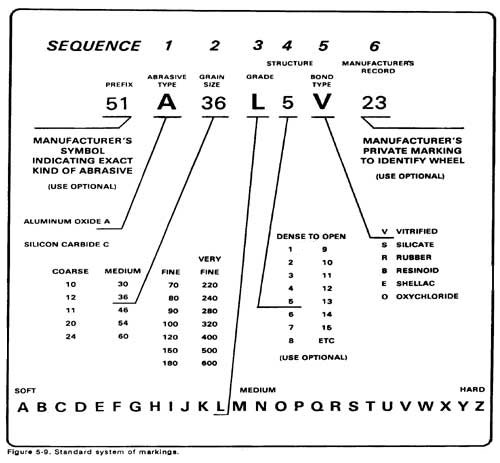 SEQUENCE 1 2 3 4 5 6
STRUCTURE
PREFIX ABRASIVE TYPE GRAIN SIZE GRADE BOND TYPE MANUFACTURER'S RECORD
51 A 36 L 5 V 23
MANUFACTURER'S
SYMBOL
INDICATING EXACT
KIND OF ABRASIVE
(USE OPTIONAL)
MANUFACTURER'S
PRIVATE MARKING
TO IDENTIFY WHEEL
(USE OPTIONAL)
ALUMINUM OXIDE A
SILICON CARBIDE C
COARSE MEDIUM FINE VERY FINE
10 30 70 220
12 36 80 240
11 46 90 280
20 54 100 320
24 60 120 400
150 500
180 600
DENSE TO OPEN
1 9
2 10
3 11
4 12
5 13
6 14
7 15
8 ETC
(USE OPTIONAL)
V VITRIFIED
S SILICATE
R RUBBER
B RESINOID
E SHELLAC
O OXYCHLORIDE
SOFT MEDIUM HARD
A B C D E F G H I J K L M N O P Q R S T U V W X Y Z
Figure 5-9. Standard system of markings.